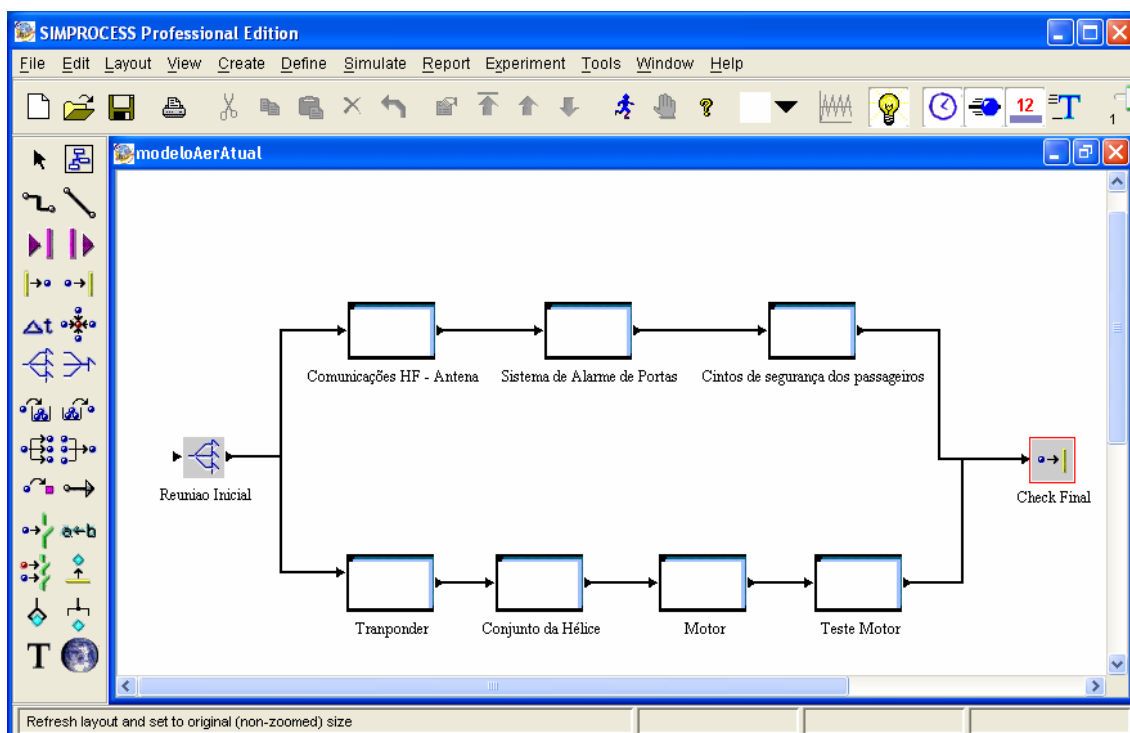 SIMPROCESS Professional Edition
File Edit Layout View Create Define Simulate Report Experiment Tools Window Help
12 T 1
modeloAerAtual
Δt
Comunicações HF - Antena Sistema de Alarme de Portas Cintos de segurança dos passageiros
Reuniao Inicial
Check Final
a b
Tranponder Conjunto da Hélice Motor Teste Motor
T
Refresh layout and set to original (non-zoomed) size